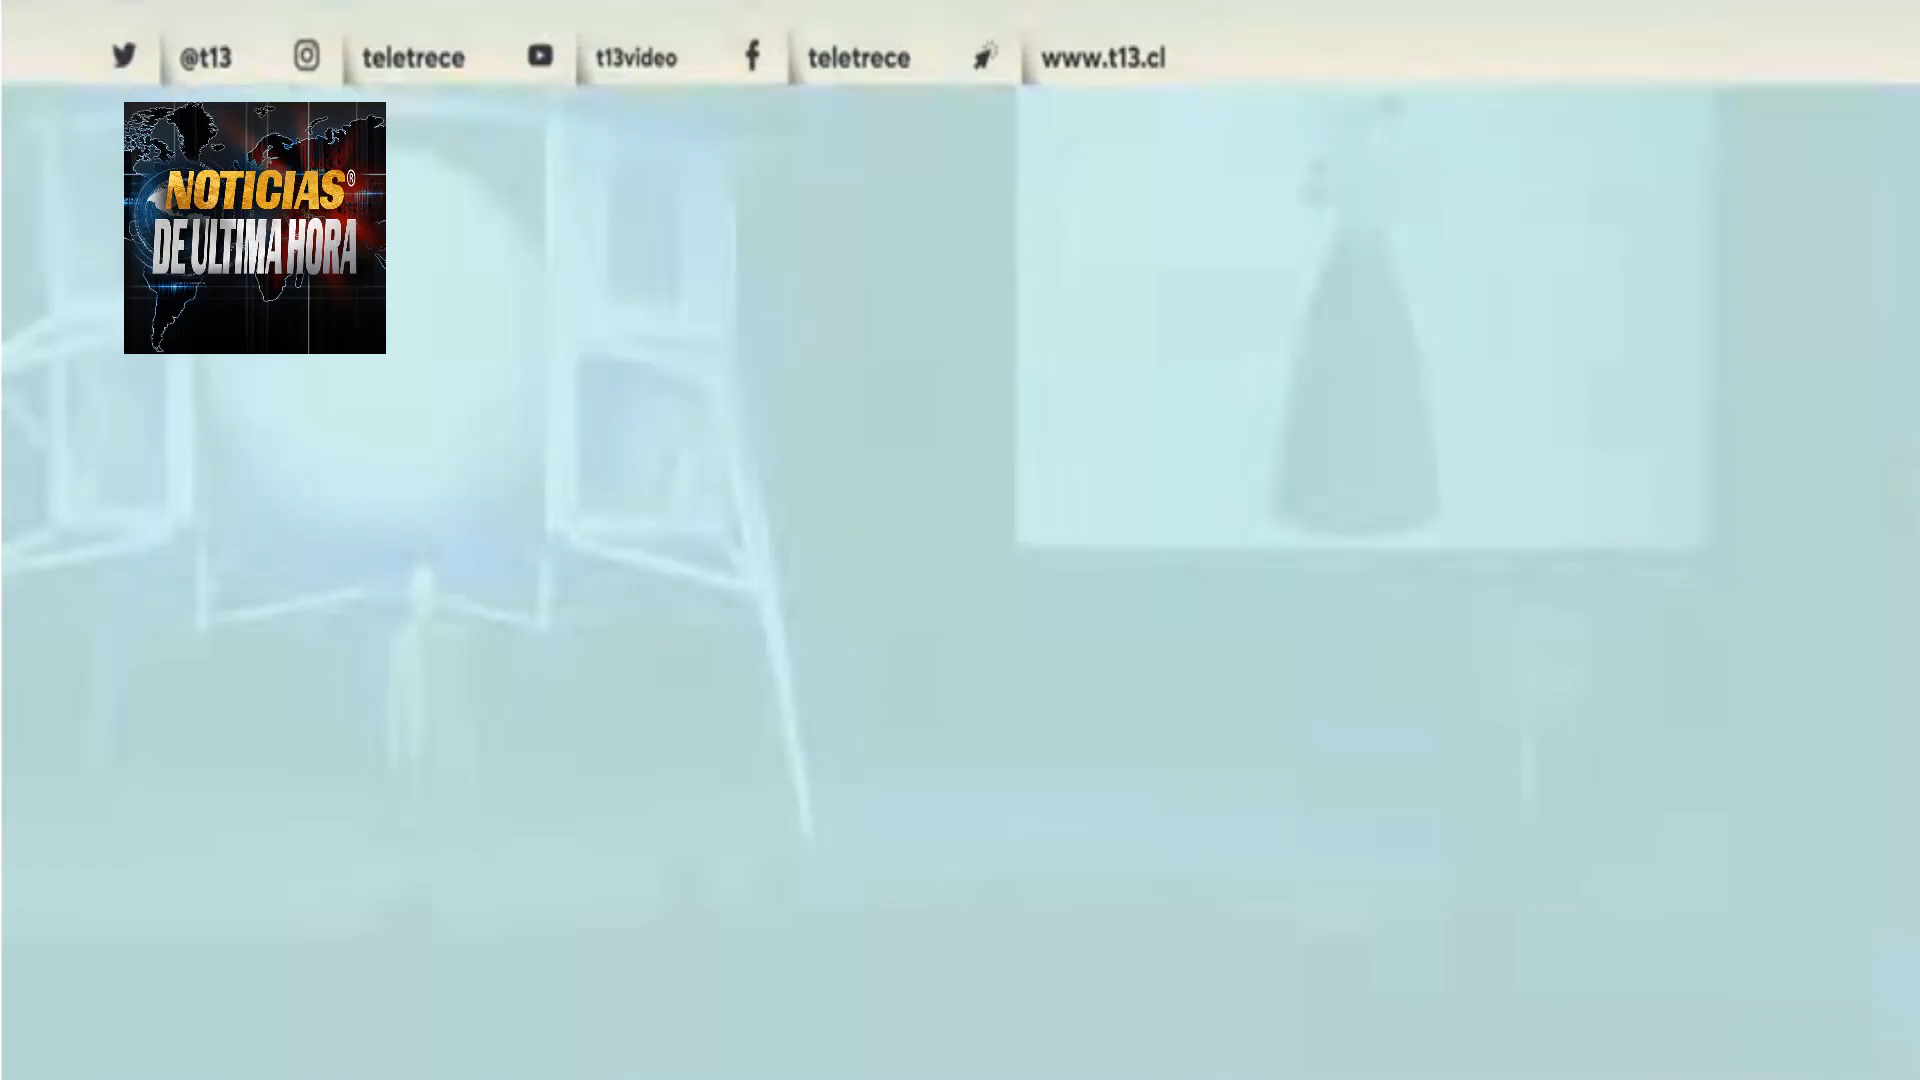 @t13 teletrece t13video teletrece www.t13.cl
NOTICIAS®
DE ULTIMA HORA